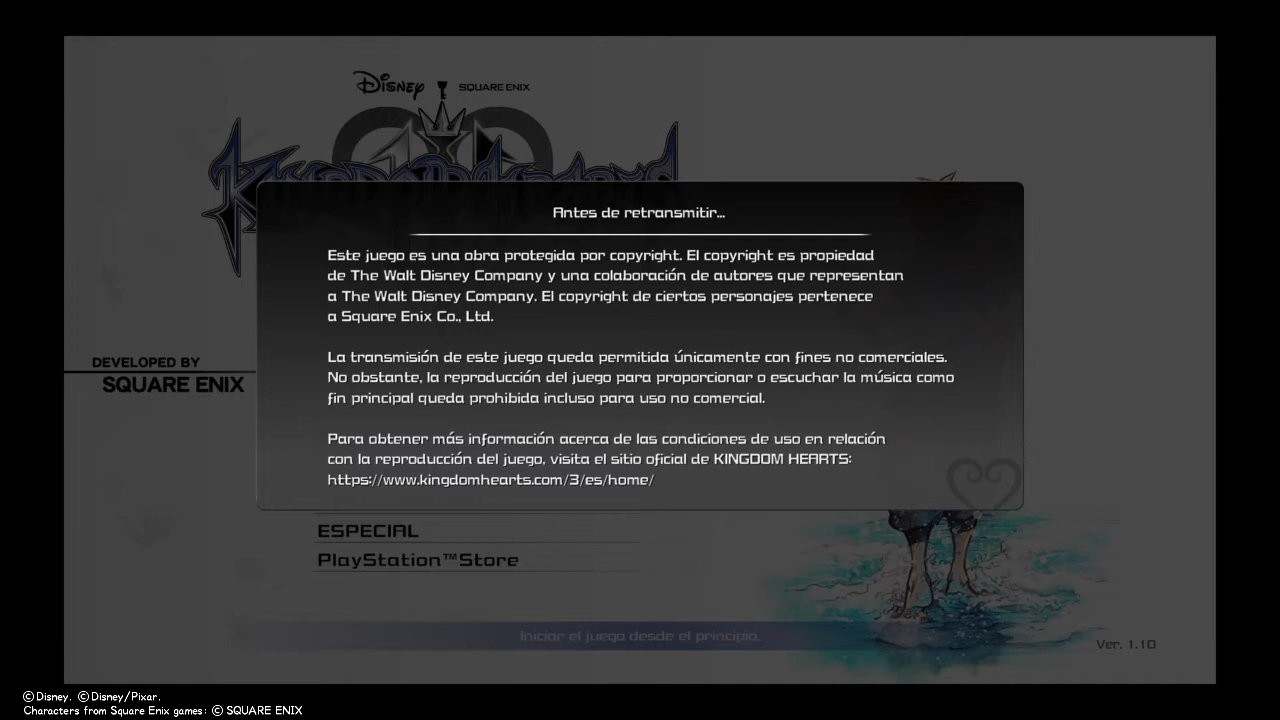 Disney SQUARE ENIX
KINGDOM HEARTS
Antes de retransmitir...
Este juego es una obra protegida por copyright. El copyright es propiedad
de The Walt Disney Company y una colaboración de autores que representan
a The Walt Disney Company. El copyright de ciertos personajes pertenece
a Square Enix Co., Ltd.
La transmisión de este juego queda permitida únicamente con fines no comerciales.
No obstante, la reproducción del juego para proporcionar o escuchar la música como
fin principal queda prohibida incluso para uso no comercial.
Para obtener más información acerca de las condiciones de uso en relación
con la reproducción del juego, visita el sitio oficial de KINGDOM HEARTS:
https://www.kingdomhearts.com/3/es/home/
DEVELOPED BY
SQUARE ENIX
ESPECIAL
PlayStation™Store
Iniciar el juego desde el principio.
Ver. 1.10
©Disney. ©Disney/Pixar.
Characters from Square Enix games: © SQUARE ENIX